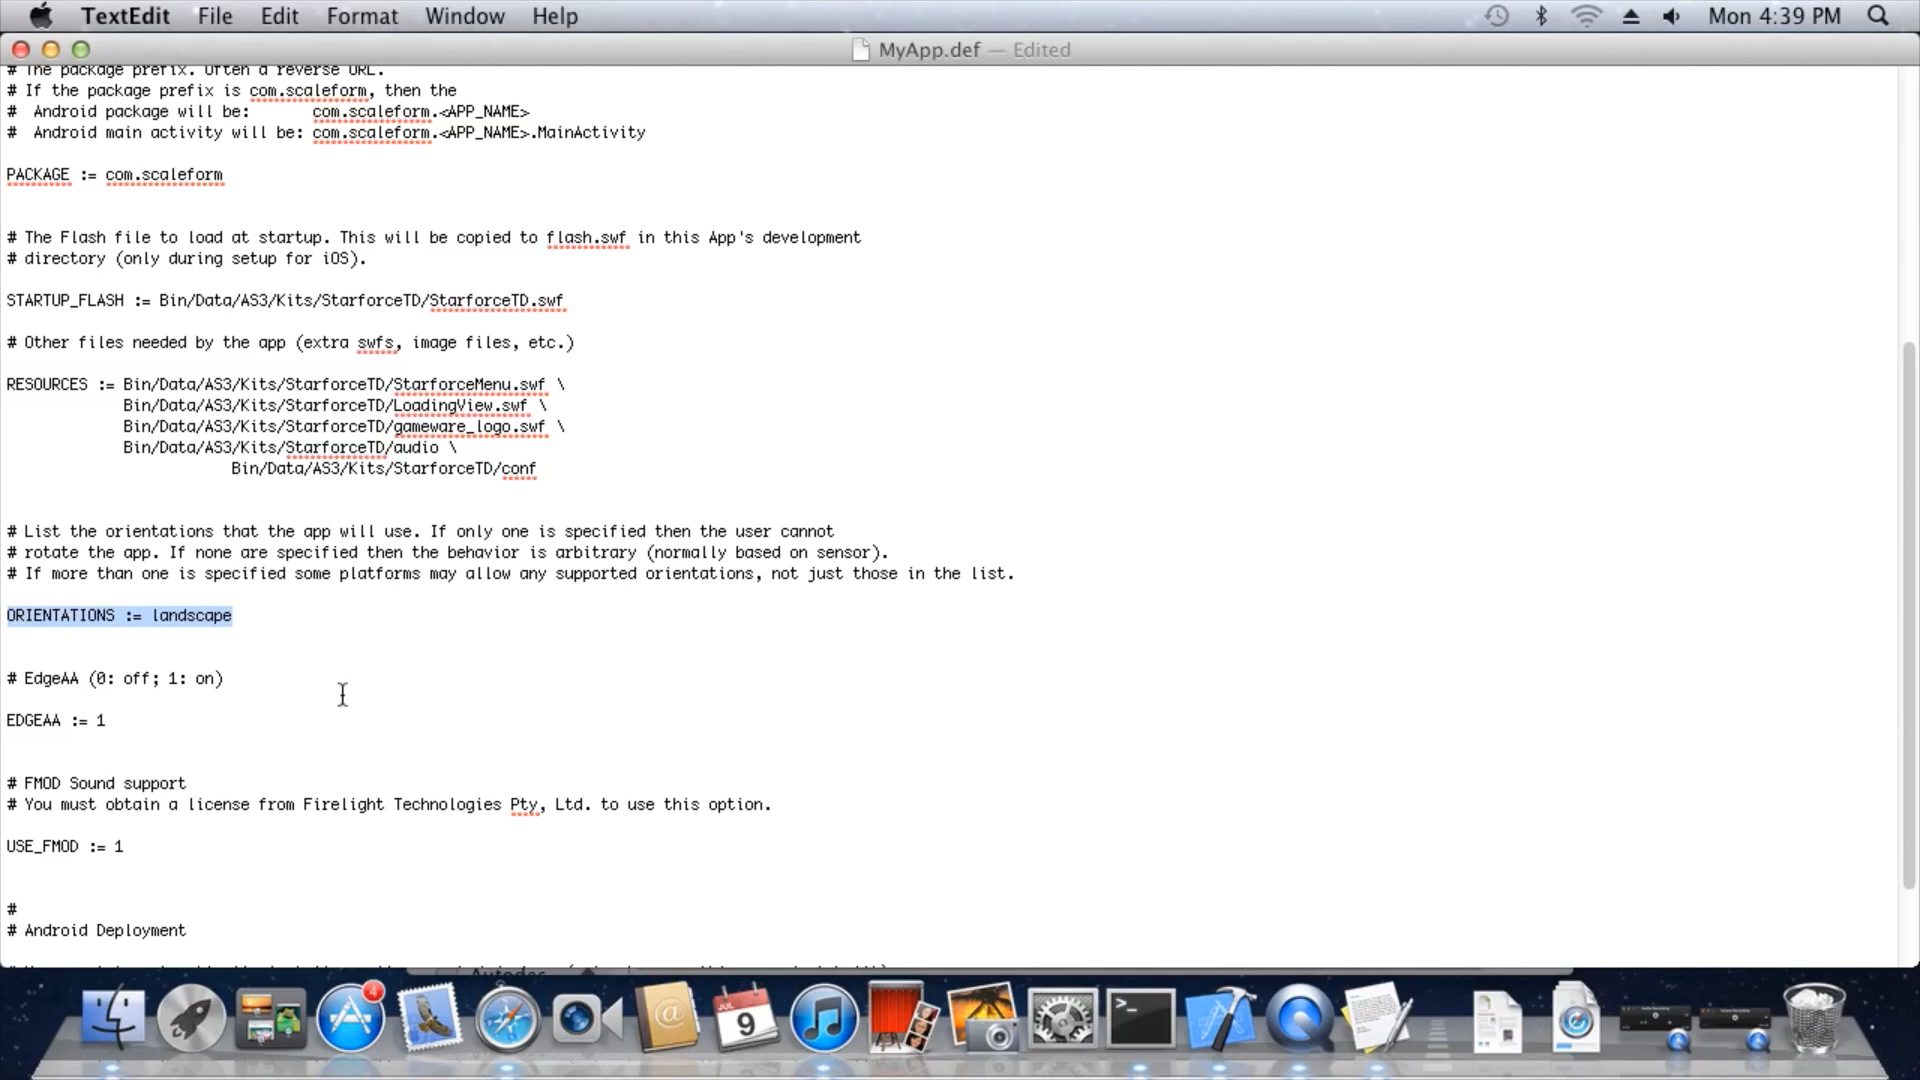 TextEdit File Edit Format Window Help Mon 4:39 PM
MyApp.def — Edited
# The package prefix. Often a reverse URL.
# If the package prefix is com.scaleform, then the
#  Android package will be:       com.scaleform.<APP_NAME>
#  Android main activity will be: com.scaleform.<APP_NAME>.MainActivity
PACKAGE := com.scaleform
# The Flash file to load at startup. This will be copied to flash.swf in this App's development
# directory (only during setup for iOS).
STARTUP_FLASH := Bin/Data/AS3/Kits/StarforceTD/StarforceTD.swf
# Other files needed by the app (extra swfs, image files, etc.)
RESOURCES := Bin/Data/AS3/Kits/StarforceTD/StarforceMenu.swf \
Bin/Data/AS3/Kits/StarforceTD/LoadingView.swf \
Bin/Data/AS3/Kits/StarforceTD/gameware_logo.swf \
Bin/Data/AS3/Kits/StarforceTD/audio \
Bin/Data/AS3/Kits/StarforceTD/conf
# List the orientations that the app will use. If only one is specified then the user cannot
# rotate the app. If none are specified then the behavior is arbitrary (normally based on sensor).
# If more than one is specified some platforms may allow any supported orientations, not just those in the list.
ORIENTATIONS := landscape
# EdgeAA (0: off; 1: on)
EDGEAA := 1
# FMOD Sound support
# You must obtain a license from Firelight Technologies Pty, Ltd. to use this option.
USE_FMOD := 1
#
# Android Deployment
4
JUL
9